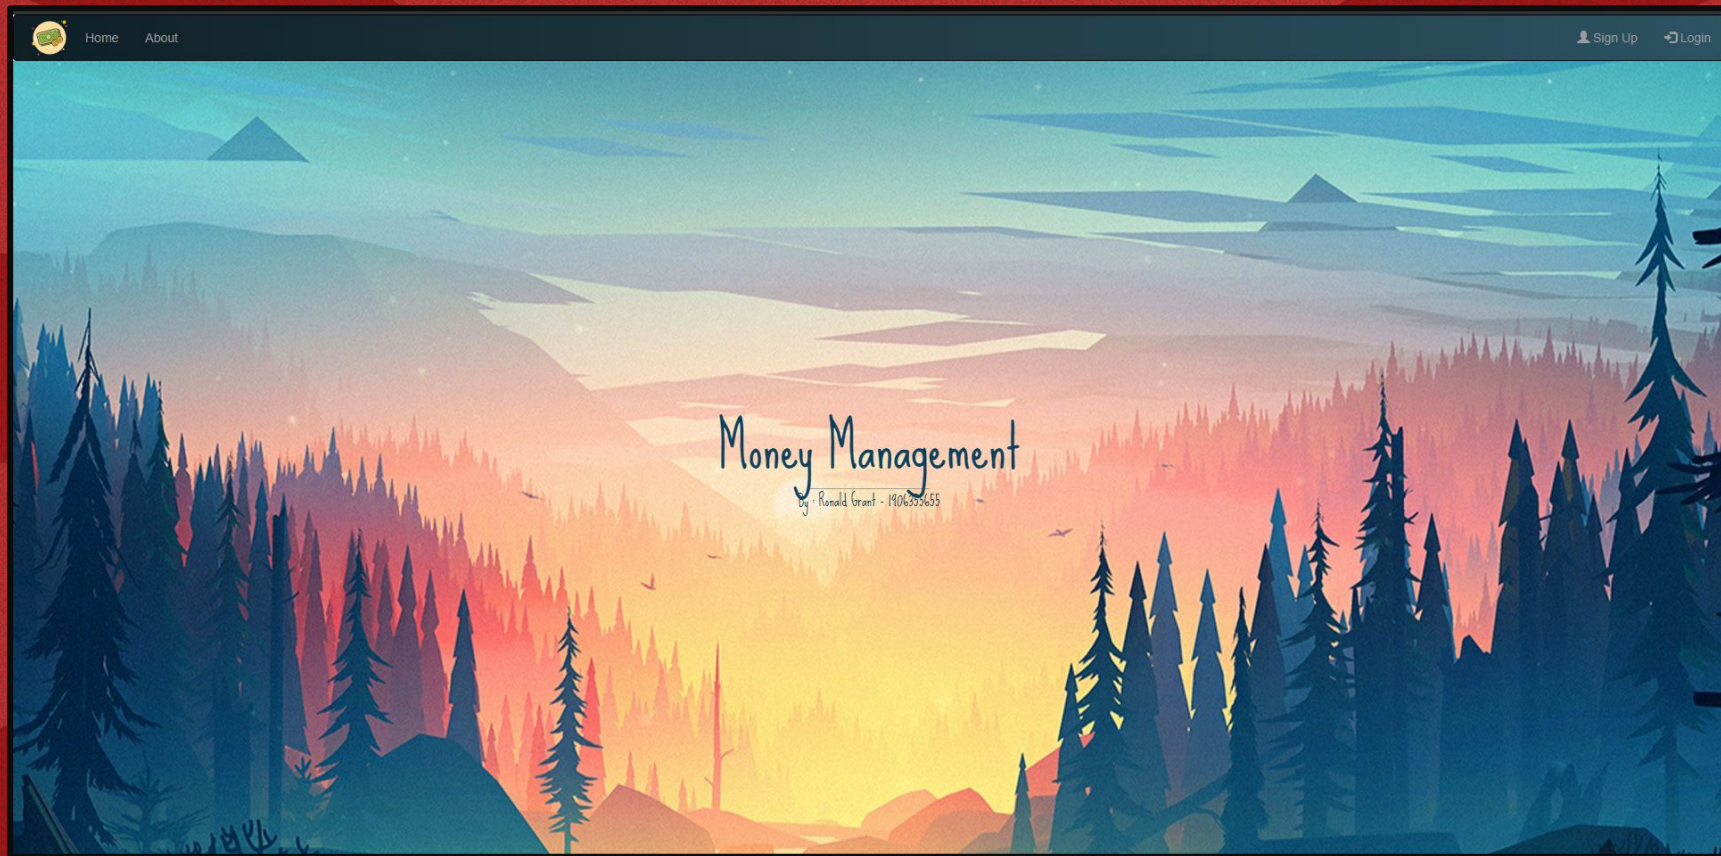 Home About Sign Up Login
Money Management
By : Ronald Grant - 1906355655